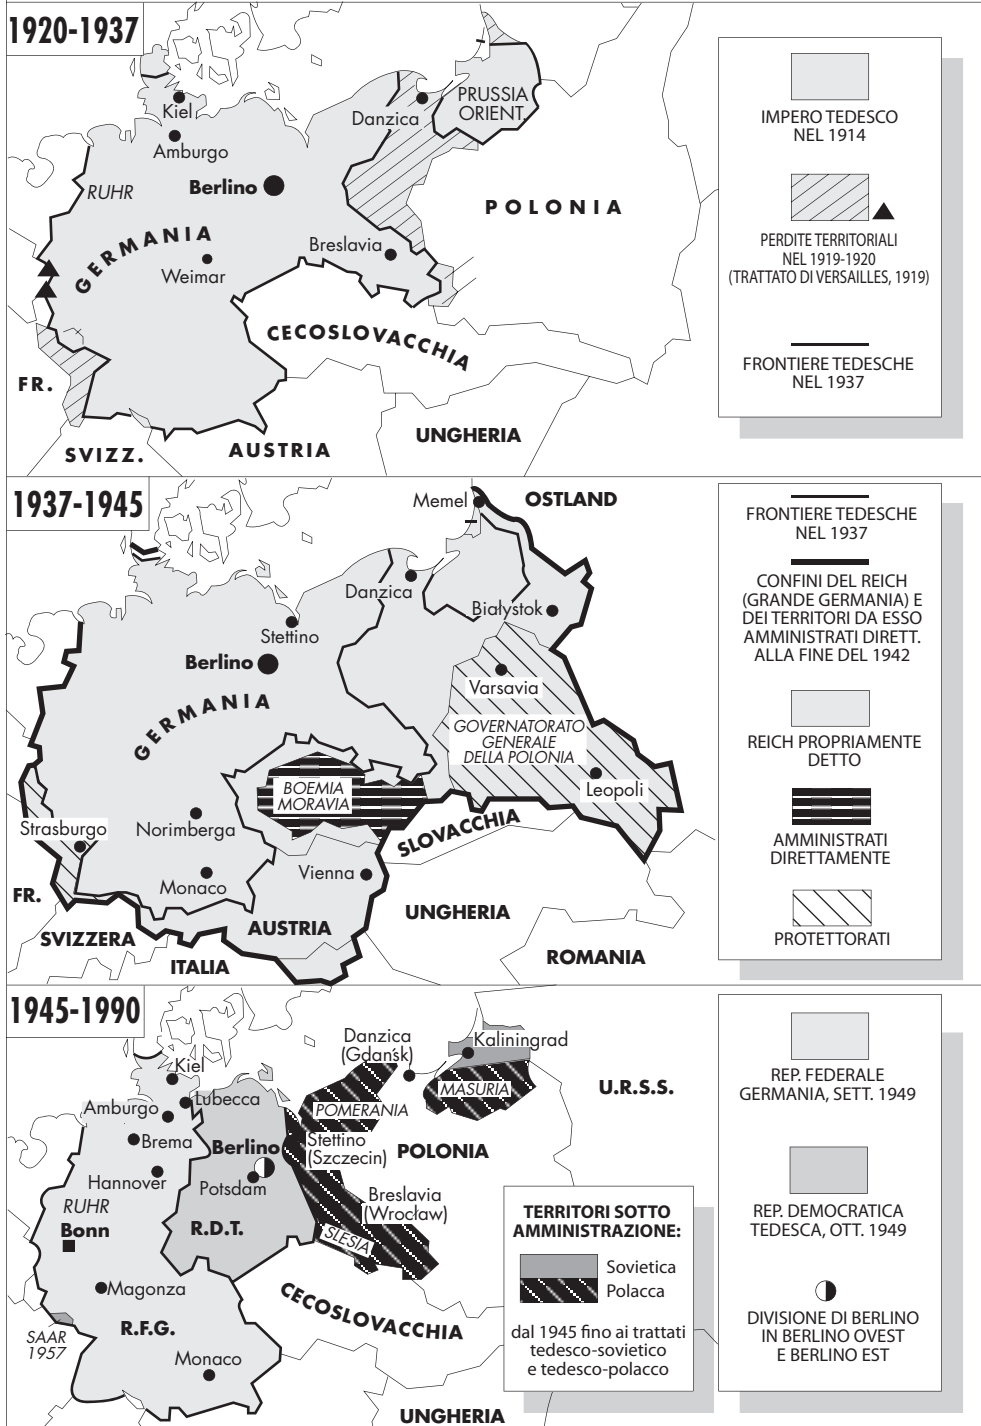 1920-1937
Kiel
Amburgo
RUHR
Berlino
Danzica
PRUSSIA
ORIENT.
POLONIA
GERMANIA
Breslavia
Weimar
CECOSLOVACCHIA
FR.
SVIZZ.
AUSTRIA
UNGHERIA
IMPERO TEDESCO
NEL 1914
PERDITE TERRITORIALI
NEL 1919-1920
(TRATTATO DI VERSAILLES, 1919)
FRONTIERE TEDESCHE
NEL 1937
1937-1945
Memel
OSTLAND
Danzica
Białystok
Stettino
Berlino
Varsavia
GERMANIA
GOVERNATORATO
GENERALE
DELLA POLONIA
BOEMIA
MORAVIA
Leopoli
Strasburgo
Norimberga
SLOVACCHIA
Monaco
Vienna
FR.
SVIZZERA
AUSTRIA
UNGHERIA
ITALIA
ROMANIA
FRONTIERE TEDESCHE
NEL 1937
CONFINI DEL REICH
(GRANDE GERMANIA) E
DEI TERRITORI DA ESSO
AMMINISTRATI DIRETT.
ALLA FINE DEL 1942
REICH PROPRIAMENTE
DETTO
AMMINISTRATI
DIRETTAMENTE
PROTETTORATI
1945-1990
Danzica
(Gdańsk)
Kaliningrad
Kiel
Lubecca
Amburgo
POMERANIA
MASURIA
U.R.S.S.
Brema
Berlino
Stettino
(Szczecin)
POLONIA
Hannover
Potsdam
RUHR
Bonn
R.D.T.
Breslavia
(Wrocław)
SLESIA
Magonza
CECOSLOVACCHIA
SAAR
1957
R.F.G.
Monaco
UNGHERIA
TERRITORI SOTTO
AMMINISTRAZIONE:
Sovietica
Polacca
dal 1945 fino ai trattati
tedesco-sovietico
e tedesco-polacco
REP. FEDERALE
GERMANIA, SETT. 1949
REP. DEMOCRATICA
TEDESCA, OTT. 1949
DIVISIONE DI BERLINO
IN BERLINO OVEST
E BERLINO EST